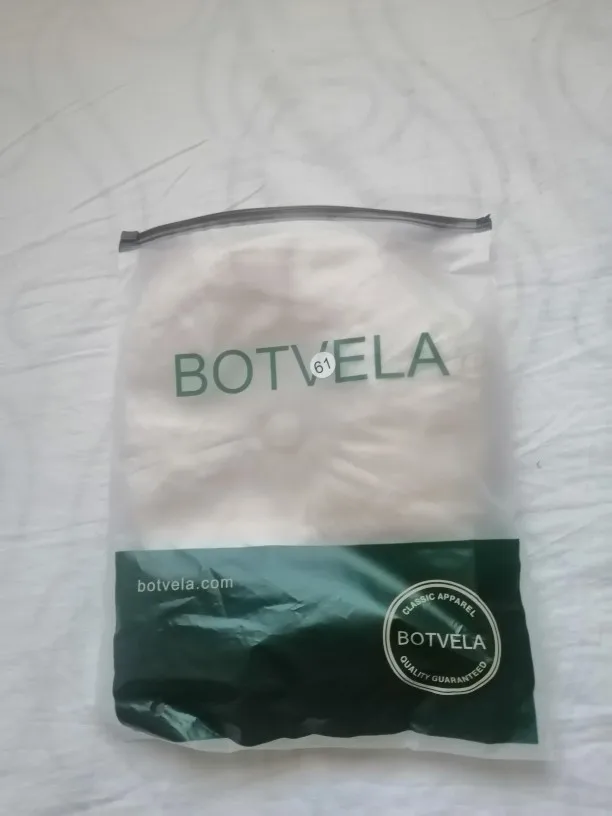 BOTVELA
61
botvela.com
CLASSIC APPAREL
BOTVELA
QUALITY GUARANTEED